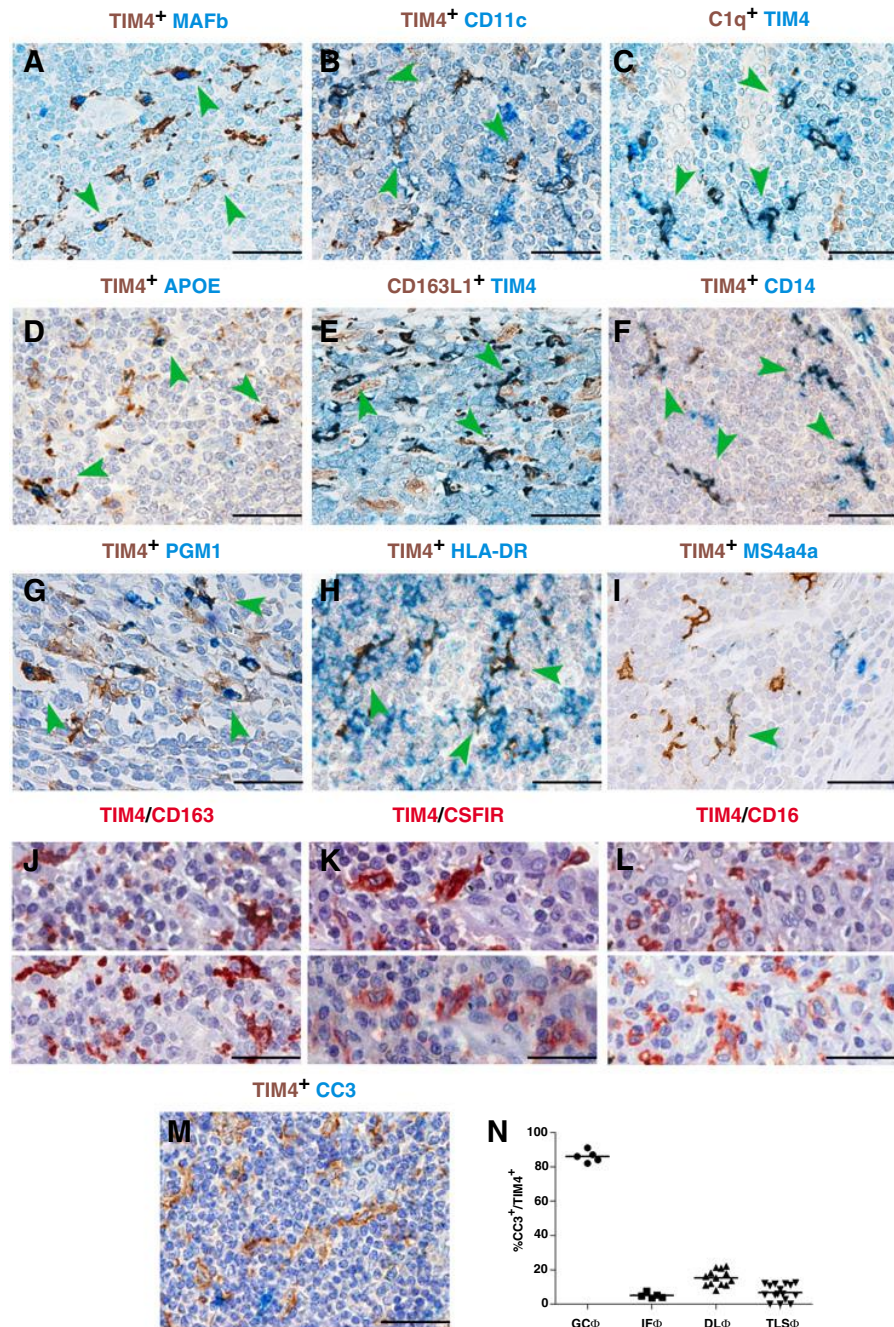 TIM4+ MAFb
TIM4+ CD11c
C1q+ TIM4
A
B
C
TIM4+ APOE
CD163L1+ TIM4
TIM4+ CD14
D
E
F
TIM4+ PGM1
TIM4+ HLA-DR
TIM4+ MS4a4a
G
H
I
TIM4/CD163
TIM4/CSFIR
TIM4/CD16
J
K
L
TIM4+ CC3
M
N
%CC3+/TIM4+
100
80
60
40
20
0
GCΦ
IFΦ
DLΦ
TLSΦ